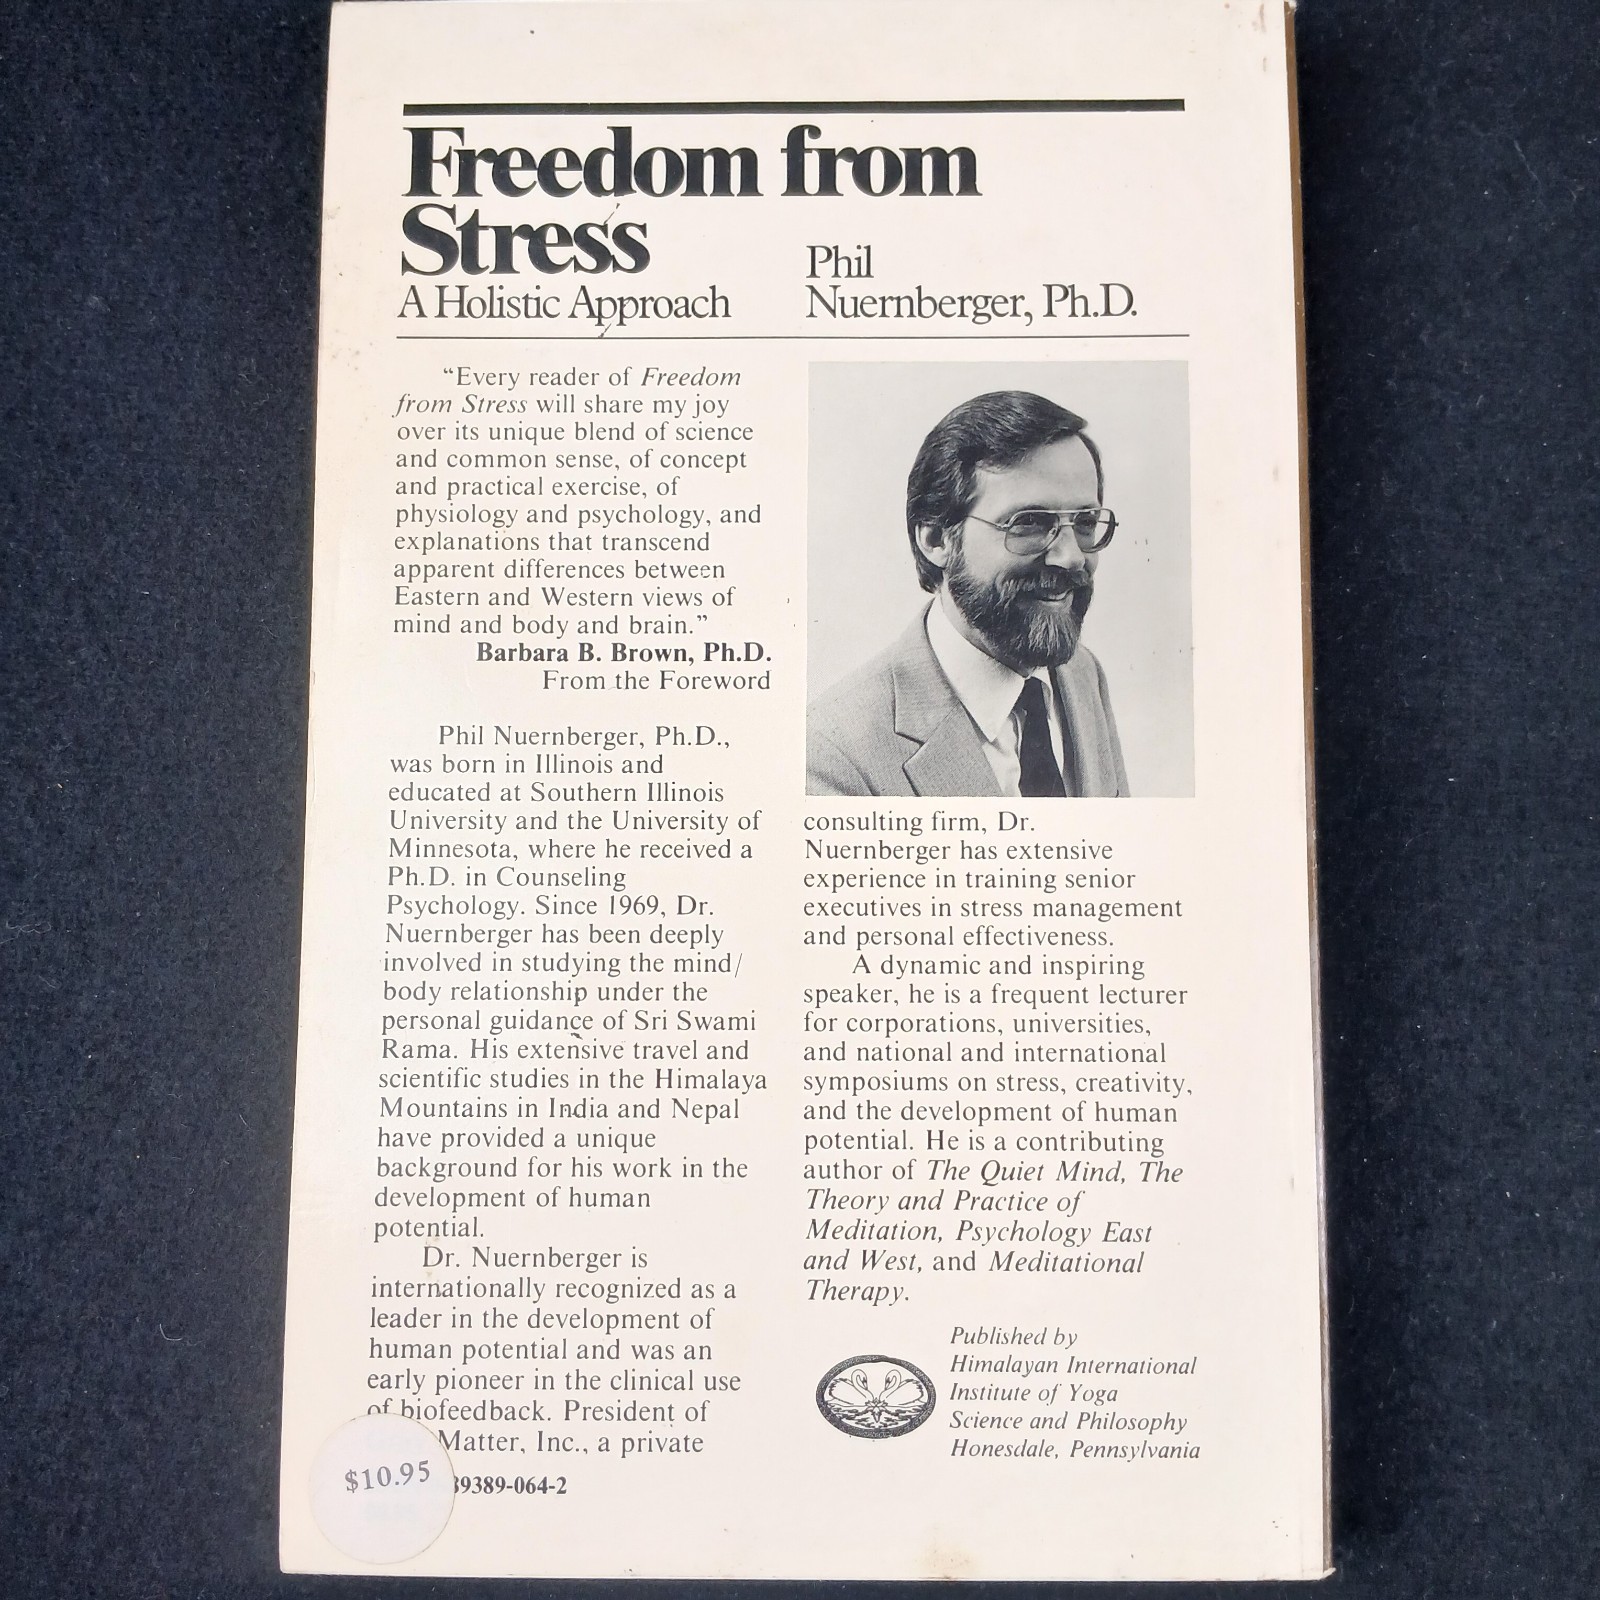 Freedom from
Stress
A Holistic Approach
Phil
Nuernberger, Ph.D.
“Every reader of Freedom
from Stress will share my joy
over its unique blend of science
and common sense, of concept
and practical exercise, of
physiology and psychology, and
explanations that transcend
apparent differences between
Eastern and Western views of
mind and body and brain.”
Barbara B. Brown, Ph.D.
From the Foreword
Phil Nuernberger, Ph.D.,
was born in Illinois and
educated at Southern Illinois
University and the University of
Minnesota, where he received a
Ph.D. in Counseling
Psychology. Since 1969, Dr.
Nuernberger has been deeply
involved in studying the mind/
body relationship under the
personal guidance of Sri Swami
Rama. His extensive travel and
scientific studies in the Himalaya
Mountains in India and Nepal
have provided a unique
background for his work in the
development of human
potential.
Dr. Nuernberger is
internationally recognized as a
leader in the development of
human potential and was an
early pioneer in the clinical use
of biofeedback. President of
Matter, Inc., a private
$10.95
89389-064-2
consulting firm, Dr.
Nuernberger has extensive
experience in training senior
executives in stress management
and personal effectiveness.
A dynamic and inspiring
speaker, he is a frequent lecturer
for corporations, universities,
and national and international
symposiums on stress, creativity,
and the development of human
potential. He is a contributing
author of The Quiet Mind, The
Theory and Practice of
Meditation, Psychology East
and West, and Meditational
Therapy.
Published by
Himalayan International
Institute of Yoga
Science and Philosophy
Honesdale, Pennsylvania